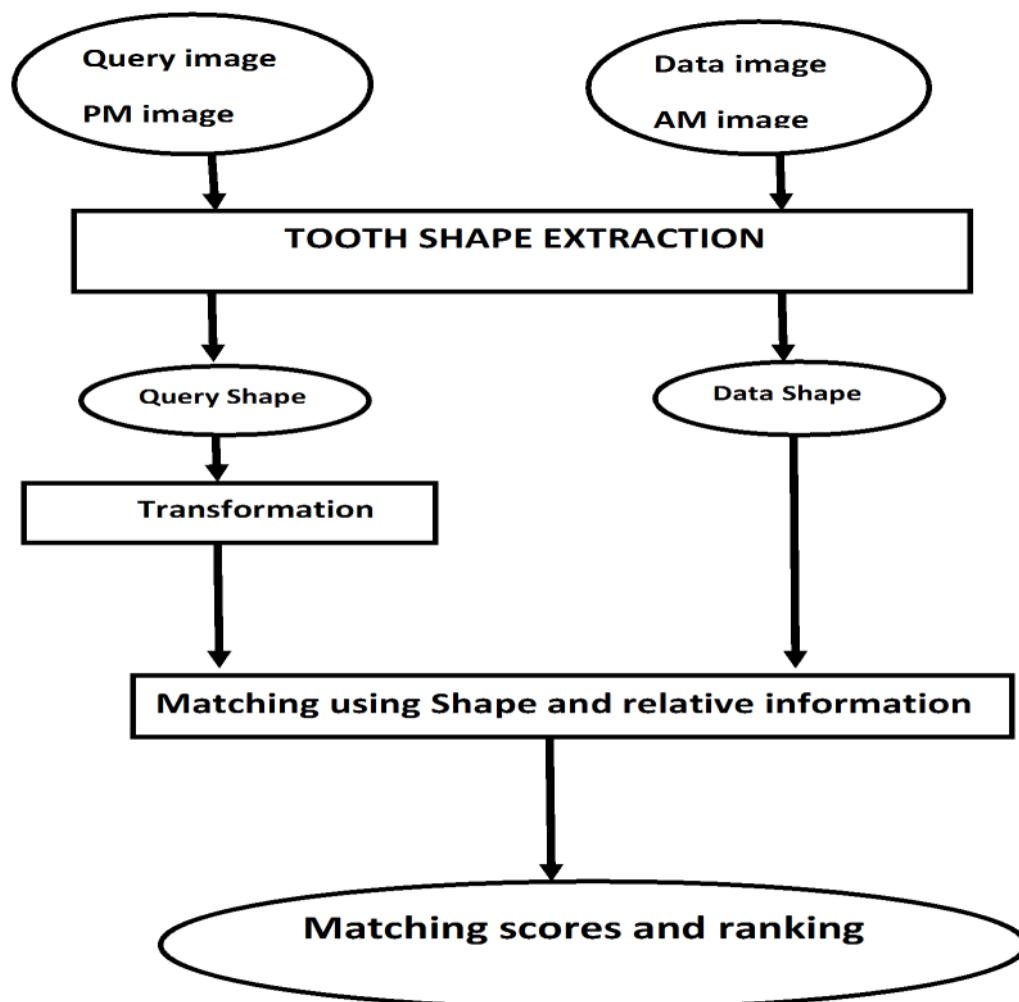 Query image
PM image
Data image
AM image
TOOTH SHAPE EXTRACTION
Query Shape
Data Shape
Transformation
Matching using Shape and relative information
Matching scores and ranking